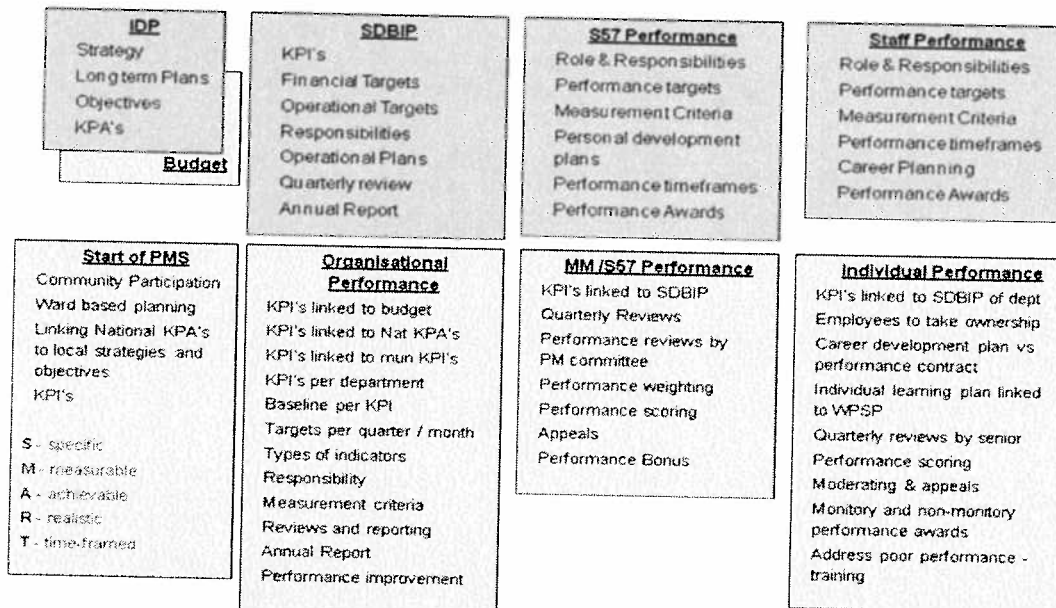 IDP
Strategy
Long term Plans
Objectives
KPA's
Budget
SDBIP
KPI's
Financial Targets
Operational Targets
Responsibilities
Operational Plans
Quarterly review
Annual Report
S57 Performance
Role & Responsibilities
Performance targets
Measurement Criteria
Personal development
plans
Performance timeframes
Performance Awards
Staff Performance
Role & Responsibilities
Performance targets
Measurement Criteria
Performance timeframes
Career Planning
Performance Awards
Start of PMS
Community Participation
Ward based planning
Linking National KPA's
to local strategies and
objectives
KPI's
S - specific
M - measurable
A - achievable
R - realistic
T - time-framed
Organisational
Performance
KPI's linked to budget
KPI's linked to Nat KPA's
KPI's linked to mun KPI's
KPI's per department
Baseline per KPI
Targets per quarter / month
Types of indicators
Responsibility
Measurement criteria
Reviews and reporting
Annual Report
Performance improvement
MM /S57 Performance
KPI's linked to SDBIP
Quarterly Reviews
Performance reviews by
PM committee
Performance weighting
Performance scoring
Appeals
Performance Bonus
Individual Performance
KPI's linked to SDBIP of dept
Employees to take ownership
Career development plan vs
performance contract
Individual learning plan linked
to WPSP
Quarterly reviews by senior
Performance scoring
Moderating & appeals
Monitory and non-monitory
performance awards
Address poor performance -
training